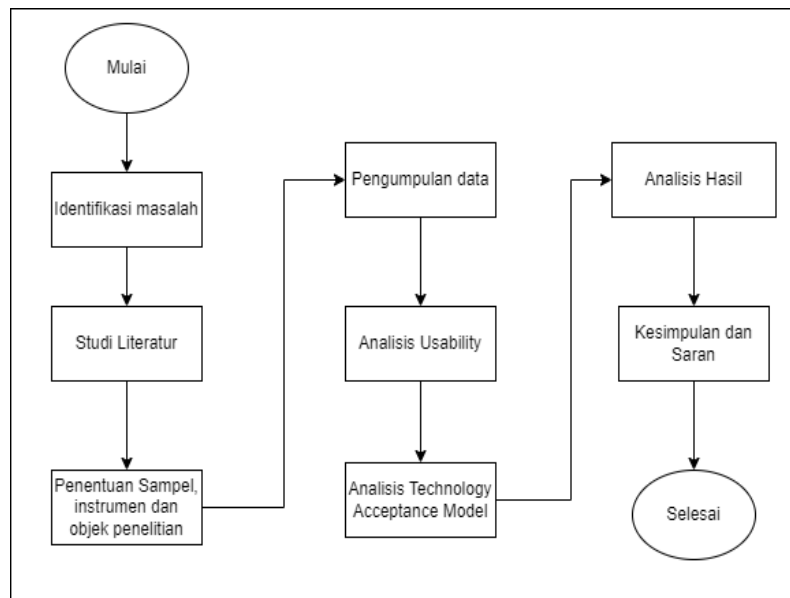 Mulai
Identifikasi masalah
Studi Literatur
Penentuan Sampel,
instrumen dan
objek penelitian
Pengumpulan data
Analisis Usability
Analisis Technology
Acceptance Model
Analisis Hasil
Kesimpulan dan
Saran
Selesai